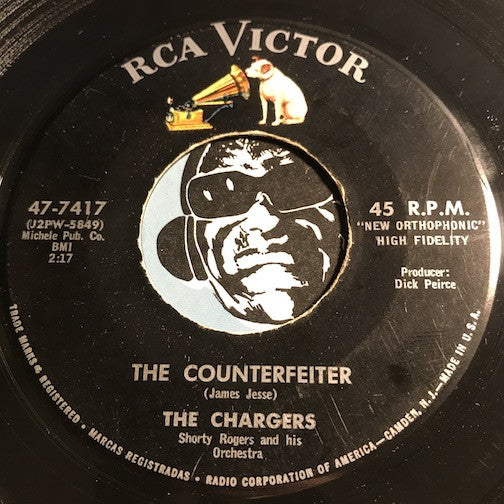 RCA VICTOR
47-7417
(J2PW-5849)
Michele Pub. Co.
BMI
2:17
45 R.P.M.
"NEW ORTHOPHONIC"
HIGH FIDELITY
Producer:
Dick Peirce
THE COUNTERFEITER
(James Jesse)
THE CHARGERS
Shorty Rogers and his
Orchestra
TRADE MARKS ® REGISTERED • MARCAS REGISTRADAS • RADIO CORPORATION OF AMERICA—CAMDEN, N.J.—MADE IN U.S.A.